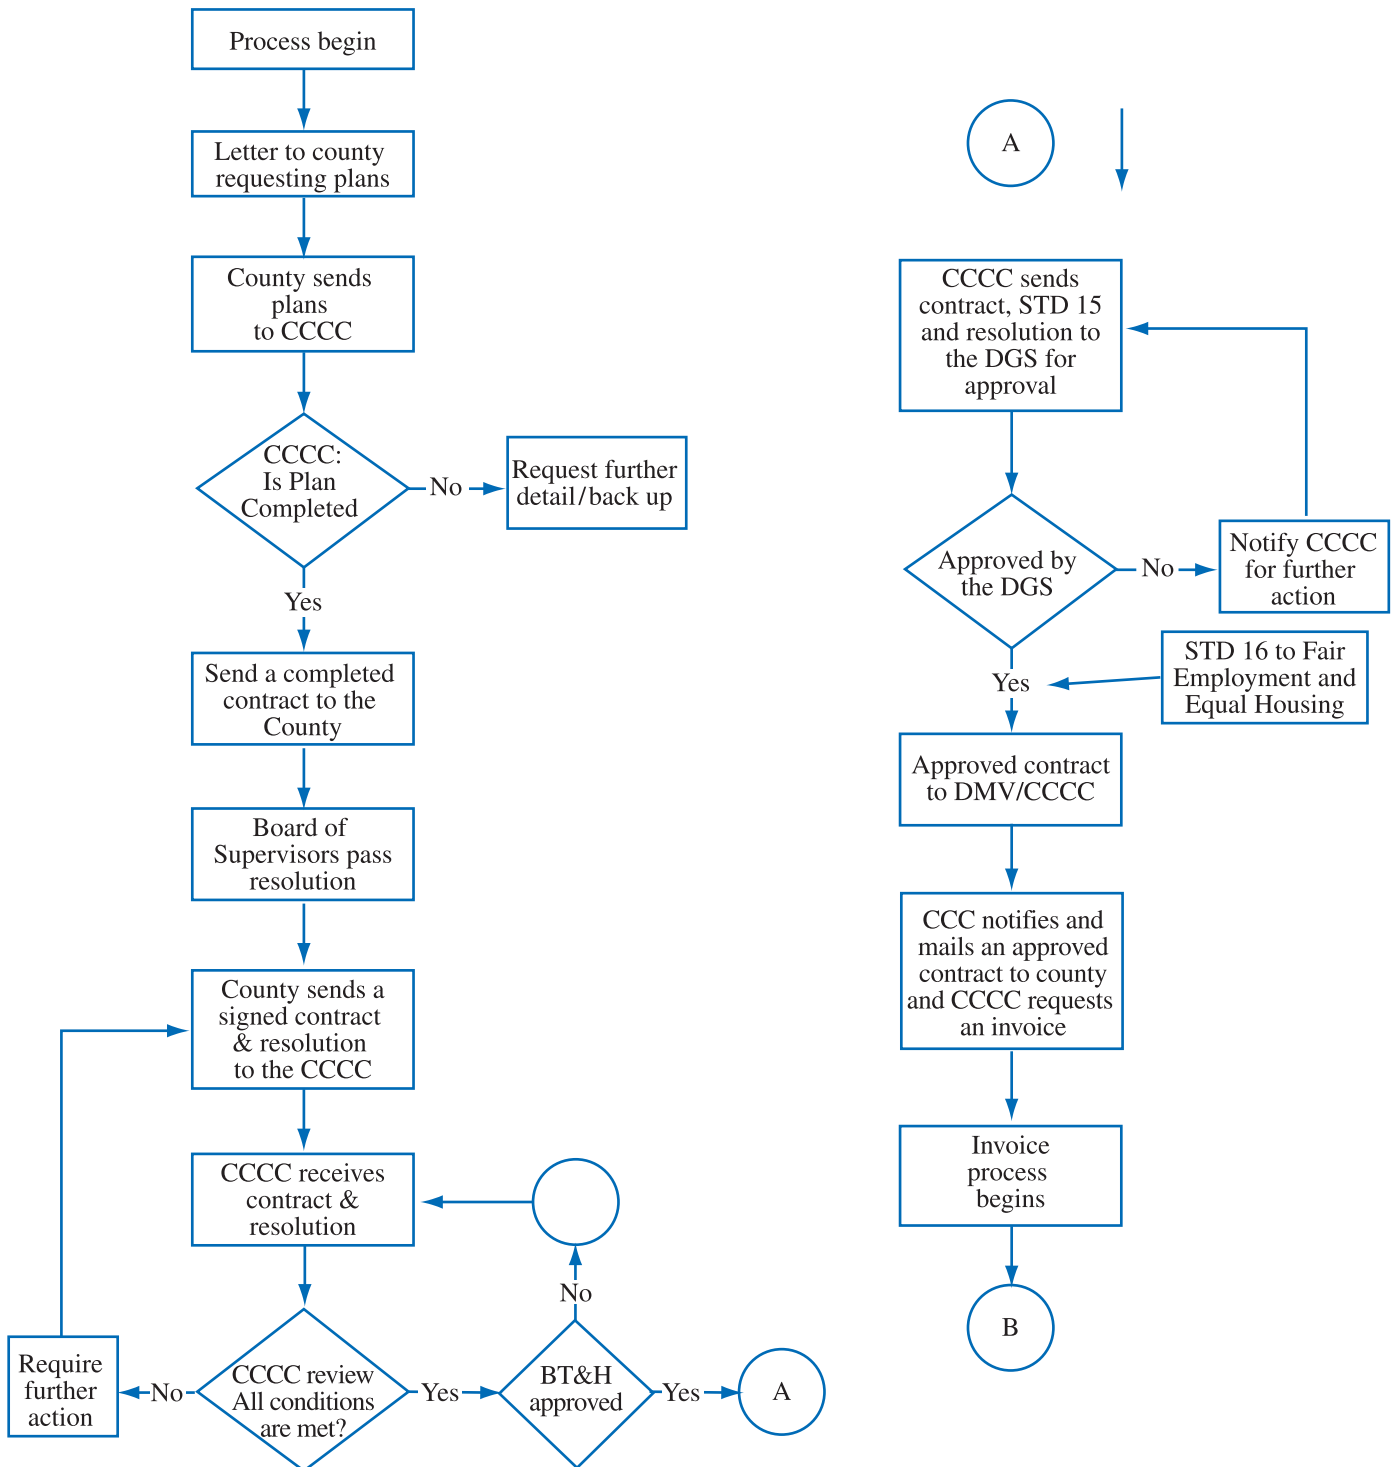 Process begin
Letter to county
requesting plans
County sends
plans
to CCCC
CCCC:
Is Plan
Completed
No
Request further
detail/back up
Yes
Send a completed
contract to the
County
Board of
Supervisors pass
resolution
County sends a
signed contract
& resolution
to the CCCC
CCCC receives
contract &
resolution
No
Require
further
action
No
CCCC review
All conditions
are met?
Yes
BT&H
approved
Yes
A
A
CCCC sends
contract, STD 15
and resolution to
the DGS for
approval
Approved by
the DGS
No
Notify CCCC
for further
action
Yes
STD 16 to Fair
Employment and
Equal Housing
Approved contract
to DMV/CCCC
CCC notifies and
mails an approved
contract to county
and CCCC requests
an invoice
Invoice
process
begins
B